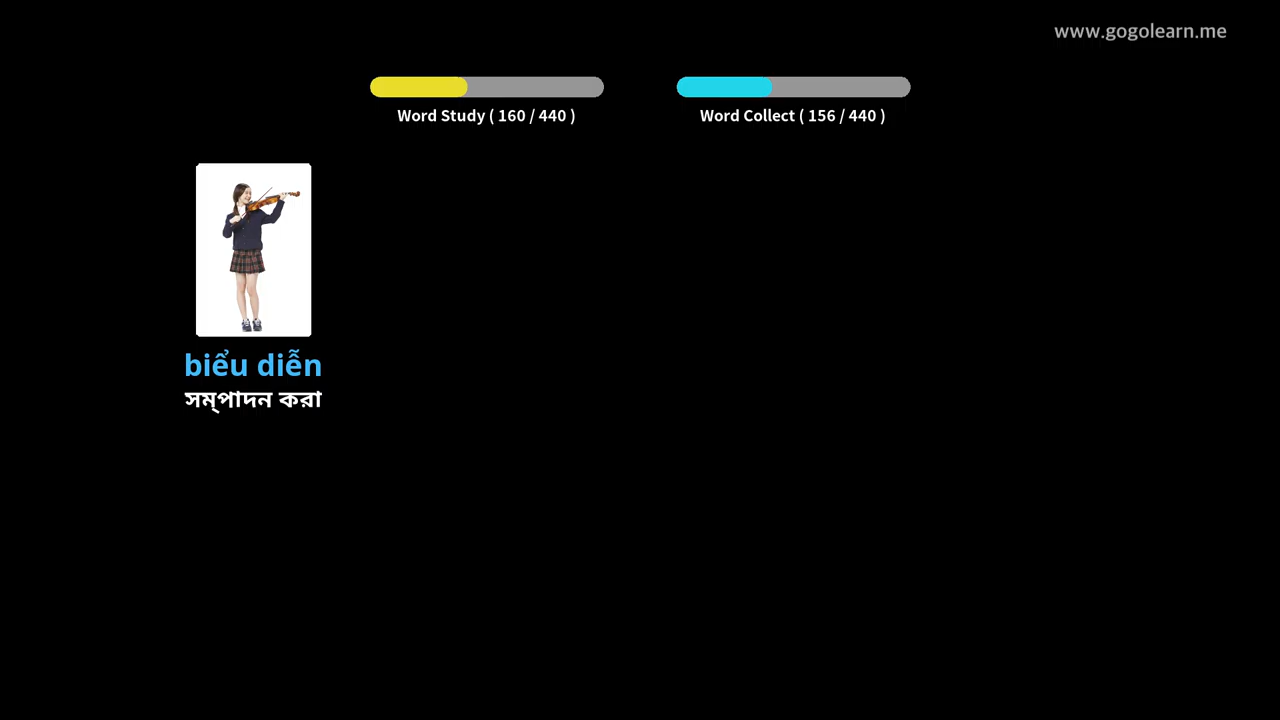 www.gogolearn.me
Word Study ( 160 / 440 )
Word Collect ( 156 / 440 )
biểu diễn
সম্পাদন করা